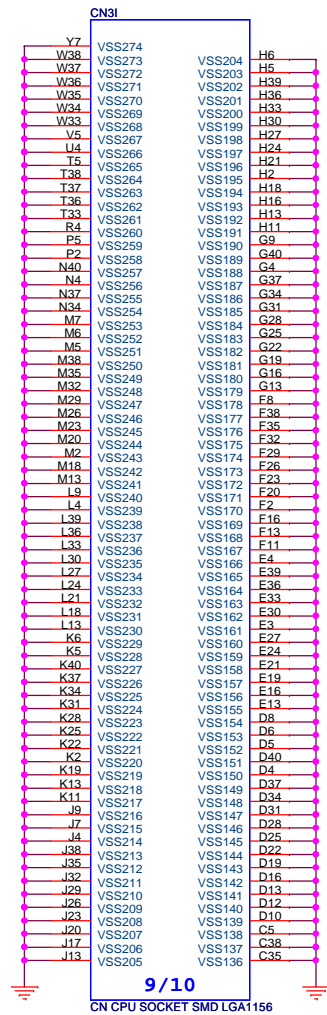 CN3I
Y7 VSS274
W38 VSS273
W37 VSS272
W36 VSS271
W35 VSS270
W34 VSS269
W33 VSS268
V5 VSS267
U4 VSS266
T5 VSS265
T38 VSS264
T37 VSS263
T36 VSS262
T33 VSS261
R4 VSS260
P5 VSS259
P2 VSS258
N40 VSS257
N4 VSS256
N37 VSS255
N34 VSS254
M7 VSS253
M6 VSS252
M5 VSS251
M38 VSS250
M35 VSS249
M32 VSS248
M29 VSS247
M26 VSS246
M23 VSS245
M20 VSS244
M2 VSS243
M18 VSS242
M13 VSS241
L9 VSS240
L4 VSS239
L39 VSS238
L36 VSS237
L33 VSS236
L30 VSS235
L27 VSS234
L24 VSS233
L21 VSS232
L18 VSS231
L13 VSS230
K6 VSS229
K5 VSS228
K40 VSS227
K37 VSS226
K34 VSS225
K31 VSS224
K28 VSS223
K25 VSS222
K22 VSS221
K2 VSS220
K19 VSS219
K13 VSS218
K11 VSS217
J9 VSS216
J7 VSS215
J4 VSS214
J38 VSS213
J35 VSS212
J32 VSS211
J29 VSS210
J26 VSS209
J23 VSS208
J20 VSS207
J17 VSS206
J13 VSS205
VSS204 H6
VSS203 H5
VSS202 H39
VSS201 H36
VSS200 H33
VSS199 H30
VSS198 H27
VSS197 H24
VSS196 H21
VSS195 H2
VSS194 H18
VSS193 H16
VSS192 H13
VSS191 H11
VSS190 G9
VSS189 G40
VSS188 G4
VSS187 G37
VSS186 G34
VSS185 G31
VSS184 G28
VSS183 G25
VSS182 G22
VSS181 G19
VSS180 G16
VSS179 G13
VSS178 F8
VSS177 F38
VSS176 F35
VSS175 F32
VSS174 F29
VSS173 F26
VSS172 F23
VSS171 F20
VSS170 F2
VSS169 F16
VSS168 F13
VSS167 F11
VSS166 E4
VSS165 E39
VSS164 E36
VSS163 E33
VSS162 E30
VSS161 E3
VSS160 E27
VSS159 E24
VSS158 E21
VSS157 E19
VSS156 E16
VSS155 E13
VSS154 D8
VSS153 D6
VSS152 D5
VSS151 D40
VSS150 D4
VSS149 D37
VSS148 D34
VSS147 D31
VSS146 D28
VSS145 D25
VSS144 D22
VSS143 D19
VSS142 D16
VSS141 D13
VSS140 D12
VSS139 D10
VSS138 C5
VSS137 C38
VSS136 C35
9/10
CN CPU SOCKET SMD LGA1156